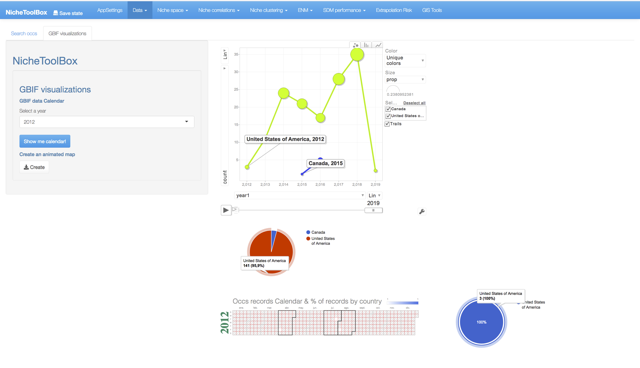 NicheToolBox
Save state
AppSettings
Data
Niche space
Niche correlations
Niche clustering
ENM
SDM performance
Extrapolation Risk
GIS Tools
Search occs
GBIF visualizations
NicheToolBox
GBIF visualizations
GBIF data Calendar
Select a year
2012
Show me calendar!
Create an animated map
Create
Lin
35
30
25
20
15
10
5
count
United States of America, 2012
Canada, 2015
2,012
2,013
2,014
2,015
2,016
2,017
2,018
2,019
year1
Lin
2019
Color
Unique
colors
Size
prop
Sel...
Deselect all
Canada
United States o...
Trails
Canada
United States
of America
United States of America
141 (95,9%)
Occs records Calendar & % of records by country
2012
United States of America
3 (100%)
United States
of America
100%